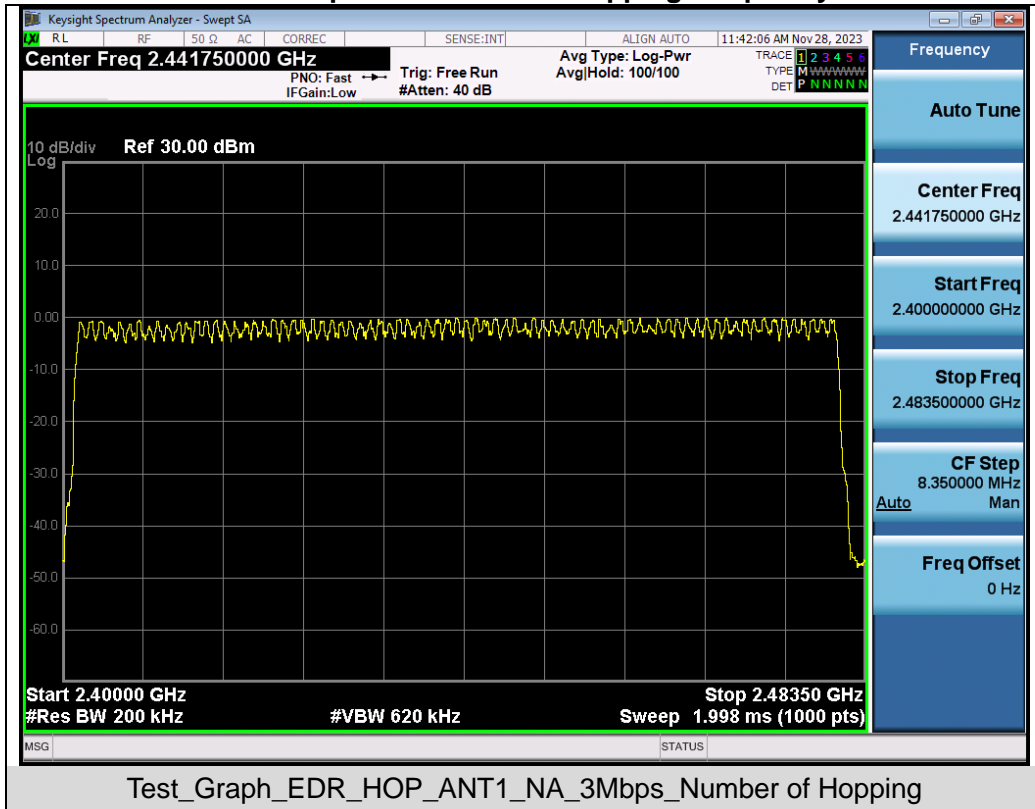 Keysight Spectrum Analyzer - Swept SA
LXI RL RF 50 Ω AC CORREC SENSE:INT ALIGN AUTO 11:42:06 AM Nov 28, 2023
Center Freq 2.441750000 GHz
PNO: Fast
IFGain:Low
Trig: Free Run
#Atten: 40 dB
Avg Type: Log-Pwr
Avg|Hold: 100/100
TRACE 1 2 3 4 5 6
TYPE M WWWWW
DET P N N N N N
10 dB/div Ref 30.00 dBm
Log
20.0
10.0
0.00
-10.0
-20.0
-30.0
-40.0
-50.0
-60.0
Start 2.40000 GHz Stop 2.48350 GHz
#Res BW 200 kHz #VBW 620 kHz Sweep 1.998 ms (1000 pts)
MSG STATUS
Frequency
Auto Tune
Center Freq
2.441750000 GHz
Start Freq
2.400000000 GHz
Stop Freq
2.483500000 GHz
CF Step
8.350000 MHz
Auto Man
Freq Offset
0 Hz
Test_Graph_EDR_HOP_ANT1_NA_3Mbps_Number of Hopping